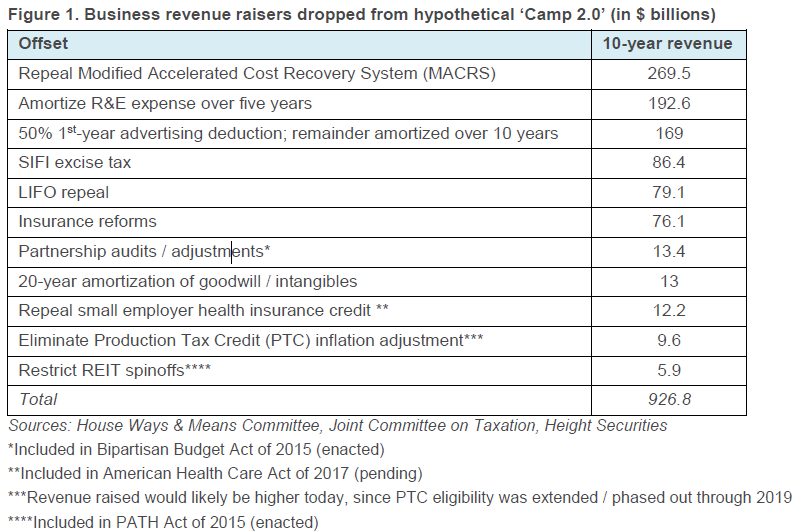 Figure 1. Business revenue raisers dropped from hypothetical ‘Camp 2.0’ (in $ billions)
Offset 10-year revenue
Repeal Modified Accelerated Cost Recovery System (MACRS) 269.5
Amortize R&E expense over five years 192.6
50% 1st-year advertising deduction; remainder amortized over 10 years 169
SIFI excise tax 86.4
LIFO repeal 79.1
Insurance reforms 76.1
Partnership audits / adjustments* 13.4
20-year amortization of goodwill / intangibles 13
Repeal small employer health insurance credit ** 12.2
Eliminate Production Tax Credit (PTC) inflation adjustment*** 9.6
Restrict REIT spinoffs**** 5.9
Total 926.8
Sources: House Ways & Means Committee, Joint Committee on Taxation, Height Securities
*Included in Bipartisan Budget Act of 2015 (enacted)
**Included in American Health Care Act of 2017 (pending)
***Revenue raised would likely be higher today, since PTC eligibility was extended / phased out through 2019
****Included in PATH Act of 2015 (enacted)